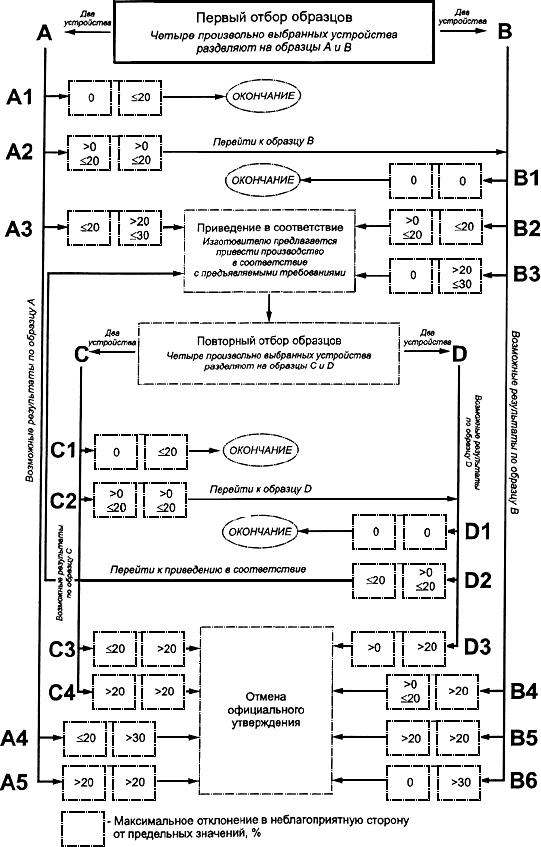 Первый отбор образцов
Четыре произвольно выбранных устройства
разделяют на образцы A и B
A
Два
устройства
Два
устройства
B
A1
0
≤20
ОКОНЧАНИЕ
A2
>0
≤20
>0
≤20
Перейти к образцу B
ОКОНЧАНИЕ
0
0
B1
A3
≤20
>20
≤30
Приведение в соответствие
Изготовителю предлагается
привести производство
в соответствие
с предъявляемыми требованиями
>0
≤20
≤20
B2
0
>20
≤30
B3
Возможные результаты по образцу A
Возможные результаты по образцу B
C
Два
устройства
Повторный отбор образцов
Четыре произвольно выбранных устройства
разделяют на образцы C и D
Два
устройства
D
Возможные результаты
по образцу D
C1
0
≤20
ОКОНЧАНИЕ
C2
>0
≤20
>0
≤20
Перейти к образцу D
ОКОНЧАНИЕ
0
0
D1
Возможные результаты
по образцу C
Перейти к приведению в соответствие
≤20
>0
≤20
D2
C3
≤20
>20
Отмена
официального
утверждения
>0
>20
D3
C4
>20
>20
>0
≤20
>20
B4
A4
≤20
>30
>20
>20
B5
A5
>20
>20
0
>30
B6
- Максимальное отклонение в неблагоприятную сторону
от предельных значений, %